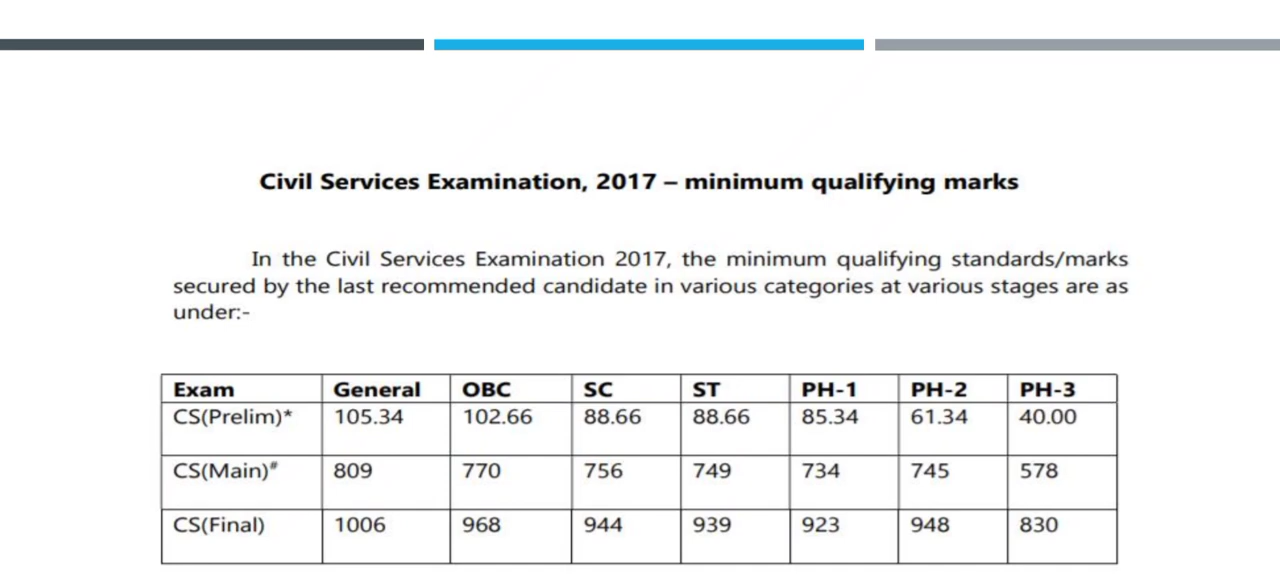 Civil Services Examination, 2017 – minimum qualifying marks
In the Civil Services Examination 2017, the minimum qualifying standards/marks
secured by the last recommended candidate in various categories at various stages are as
under:-
Exam General OBC SC ST PH-1 PH-2 PH-3
CS(Prelim)* 105.34 102.66 88.66 88.66 85.34 61.34 40.00
CS(Main)# 809 770 756 749 734 745 578
CS(Final) 1006 968 944 939 923 948 830